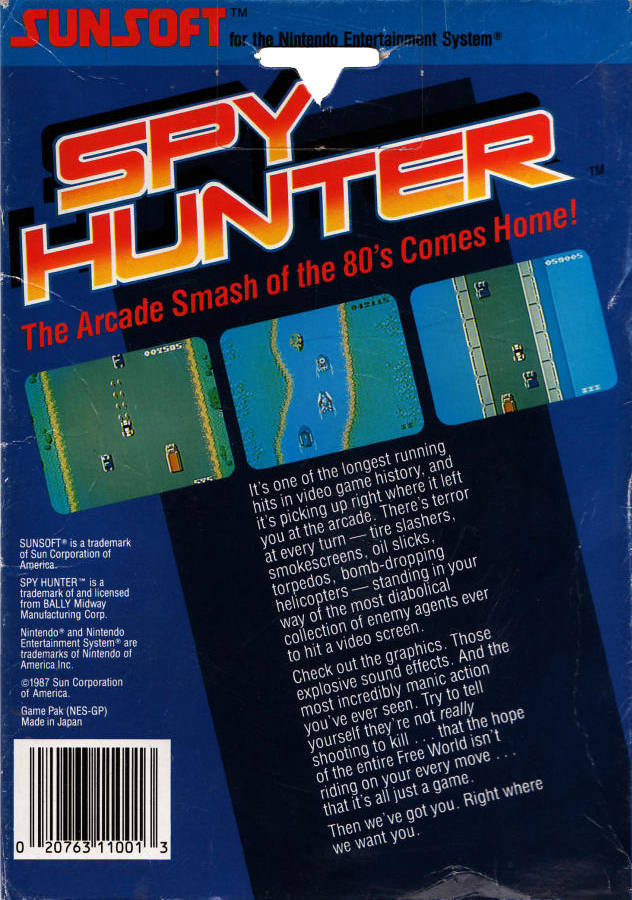 SUNSOFT™
for the Nintendo Entertainment System®
SPY
HUNTER™
The Arcade Smash of the 80's Comes Home!
042115
058005
It's one of the longest running
hits in video game history, and
it's picking up right where it left
you at the arcade. There's terror
at every turn — tire slashers,
smokescreens, oil slicks,
torpedos, bomb-dropping
helicopters — standing in your
way of the most diabolical
collection of enemy agents ever
to hit a video screen.
Check out the graphics. Those
explosive sound effects. And the
most incredibly manic action
you've ever seen. Try to tell
yourself they're not really
shooting to kill . . . that the hope
of the entire Free World isn't
riding on your every move . . .
that it's all just a game.
Then we've got you. Right where
we want you.
SUNSOFT® is a trademark
of Sun Corporation of
America.
SPY HUNTER™ is a
trademark of and licensed
from BALLY Midway
Manufacturing Corp.
Nintendo® and Nintendo
Entertainment System® are
trademarks of Nintendo of
America Inc.
©1987 Sun Corporation
of America.
Game Pak (NES-GP)
Made in Japan
0 20763 11001 3